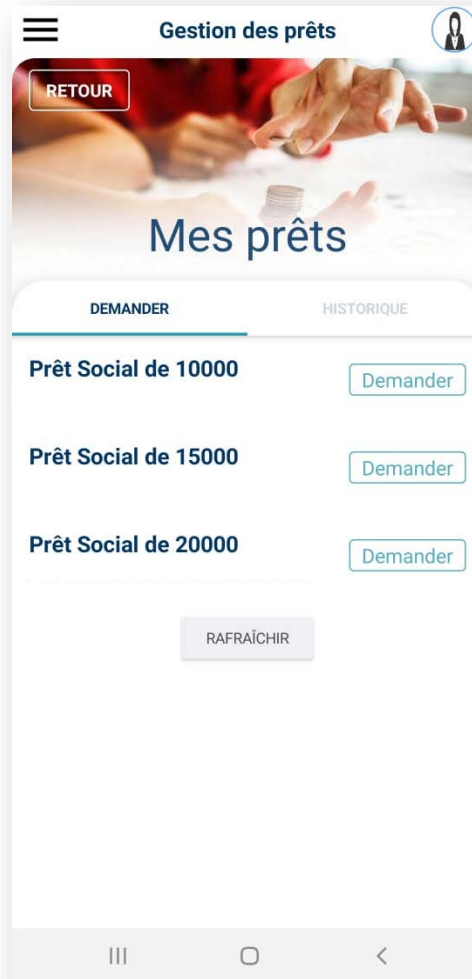 Gestion des prêts
RETOUR
Mes prêts
DEMANDER
HISTORIQUE
Prêt Social de 10000
Demander
Prêt Social de 15000
Demander
Prêt Social de 20000
Demander
RAFRAÎCHIR